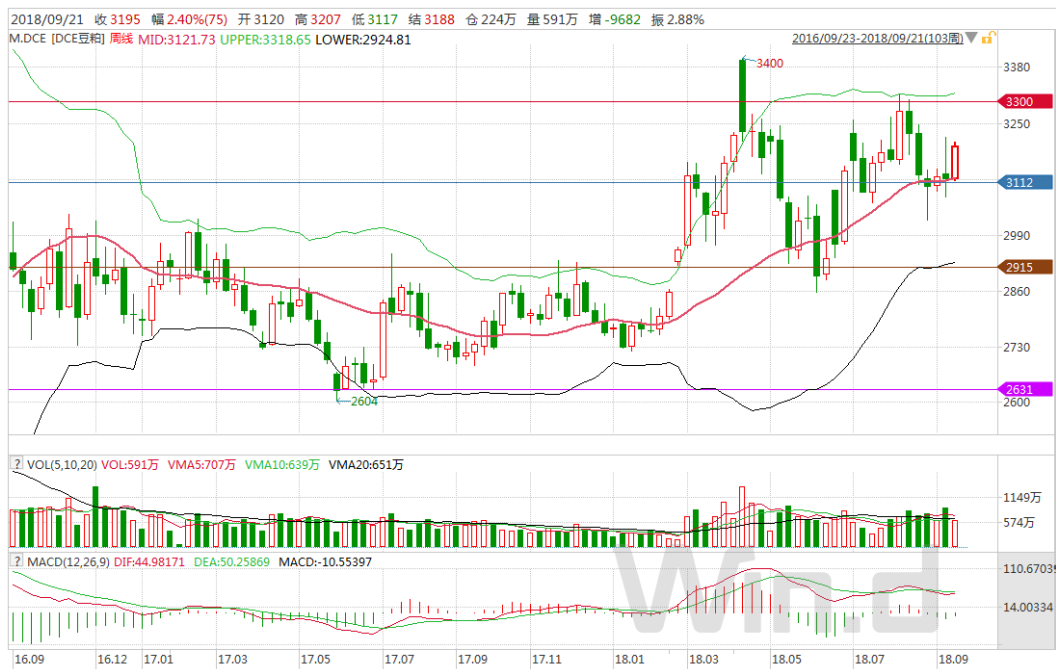 2018/09/21 收 3195 幅 2.40%(75) 开 3120 高 3207 低 3117 结 3188 仓 224万 量 591万 增 -9682 振 2.88%
M.DCE [DCE豆粕] 周线 MID:3121.73 UPPER:3318.65 LOWER:2924.81 2016/09/23-2018/09/21(103周)
3400
3380
3300
3250
3112
2990
2915
2860
2730
2631
2604
2600
? VOL(5,10,20) VOL:591万 VMA5:707万 VMA10:639万 VMA20:651万
1149万
574万
? MACD(12,26,9) DIF:44.98171 DEA:50.25869 MACD:-10.55397
110.67039
14.00334
Win.d
16.09 16.12 17.01 17.03 17.05 17.07 17.09 17.11 18.01 18.03 18.05 18.07 18.09